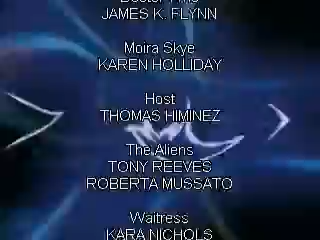 JAMES K. FLYNN
Moira Skye
KAREN HOLLIDAY
Host
THOMAS HIMINEZ
The Aliens
TONY REEVES
ROBERTA MUSSATO
Waitress
KARA NICHOLS